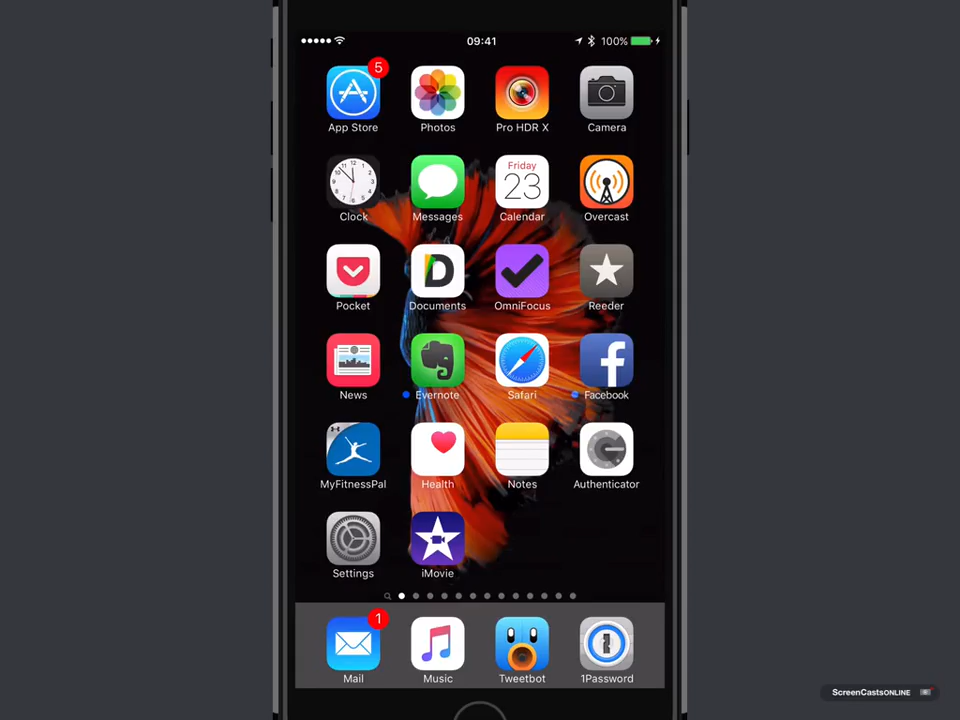 09:41
100%
5
App Store
Photos
Pro HDR X
Camera
Clock
Messages
Friday
23
Calendar
Overcast
Pocket
D
Documents
OmniFocus
Reeder
News
Evernote
Safari
f
Facebook
MyFitnessPal
Health
Notes
Authenticator
Settings
iMovie
1
Mail
Music
Tweetbot
1Password
ScreenCastsONLINE